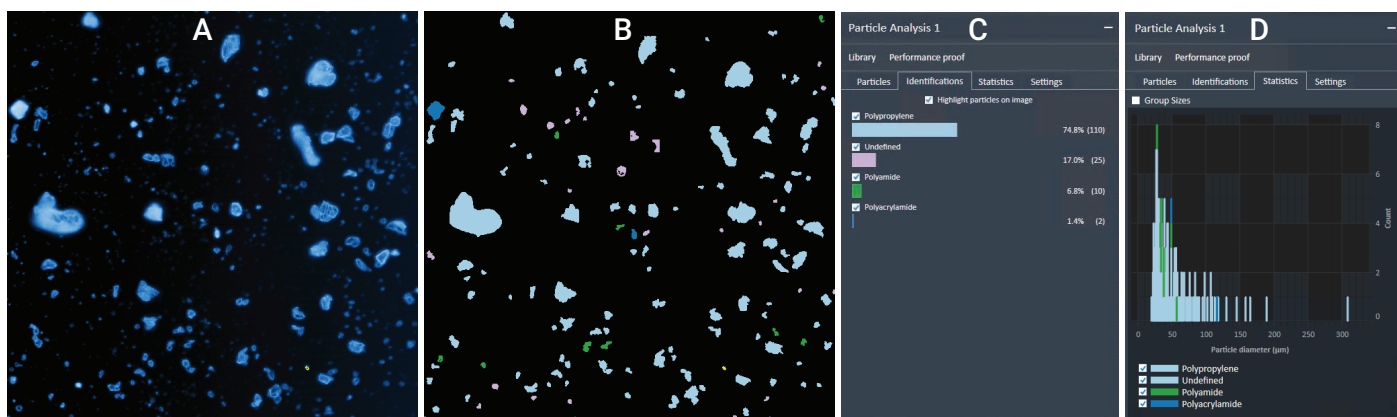 A
B
Particle Analysis 1
C
Library Performance proof
Particles Identifications Statistics Settings
Highlight particles on image
Polypropylene
74.8% (110)
Undefined
17.0% (25)
Polyamide
6.8% (10)
Polyacrylamide
1.4% (2)
Particle Analysis 1
D
Library Performance proof
Particles Identifications Statistics Settings
Group Sizes
8
6
4
2
0
Count
0 50 100 150 200 250 300
Particle diameter (µm)
Polypropylene
Undefined
Polyamide
Polyacrylamide